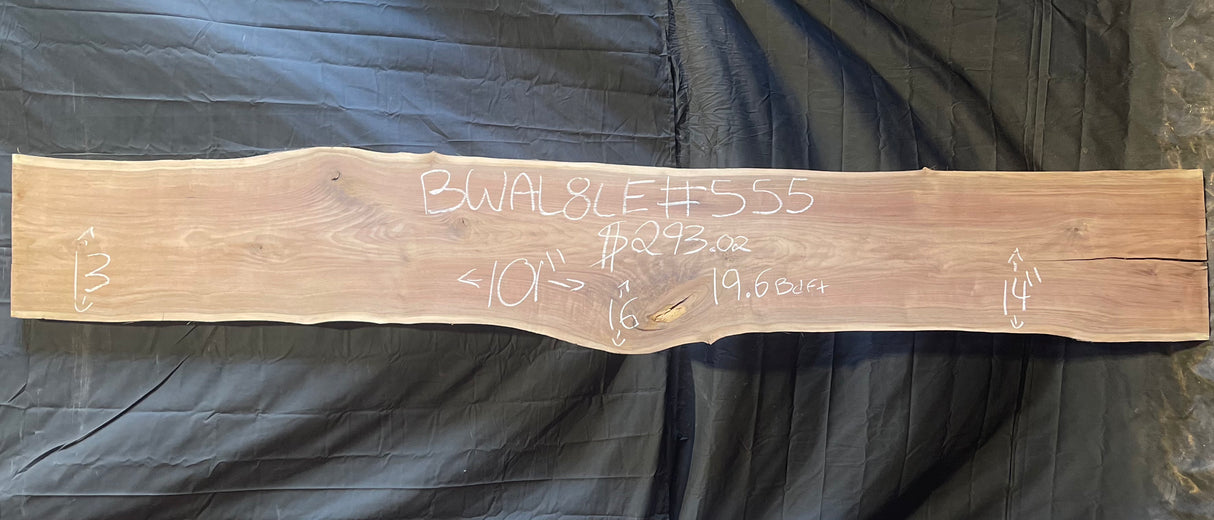 BWAL8LE#555
$293.02
13
<-101"->
16
19.6 Bdft
14"